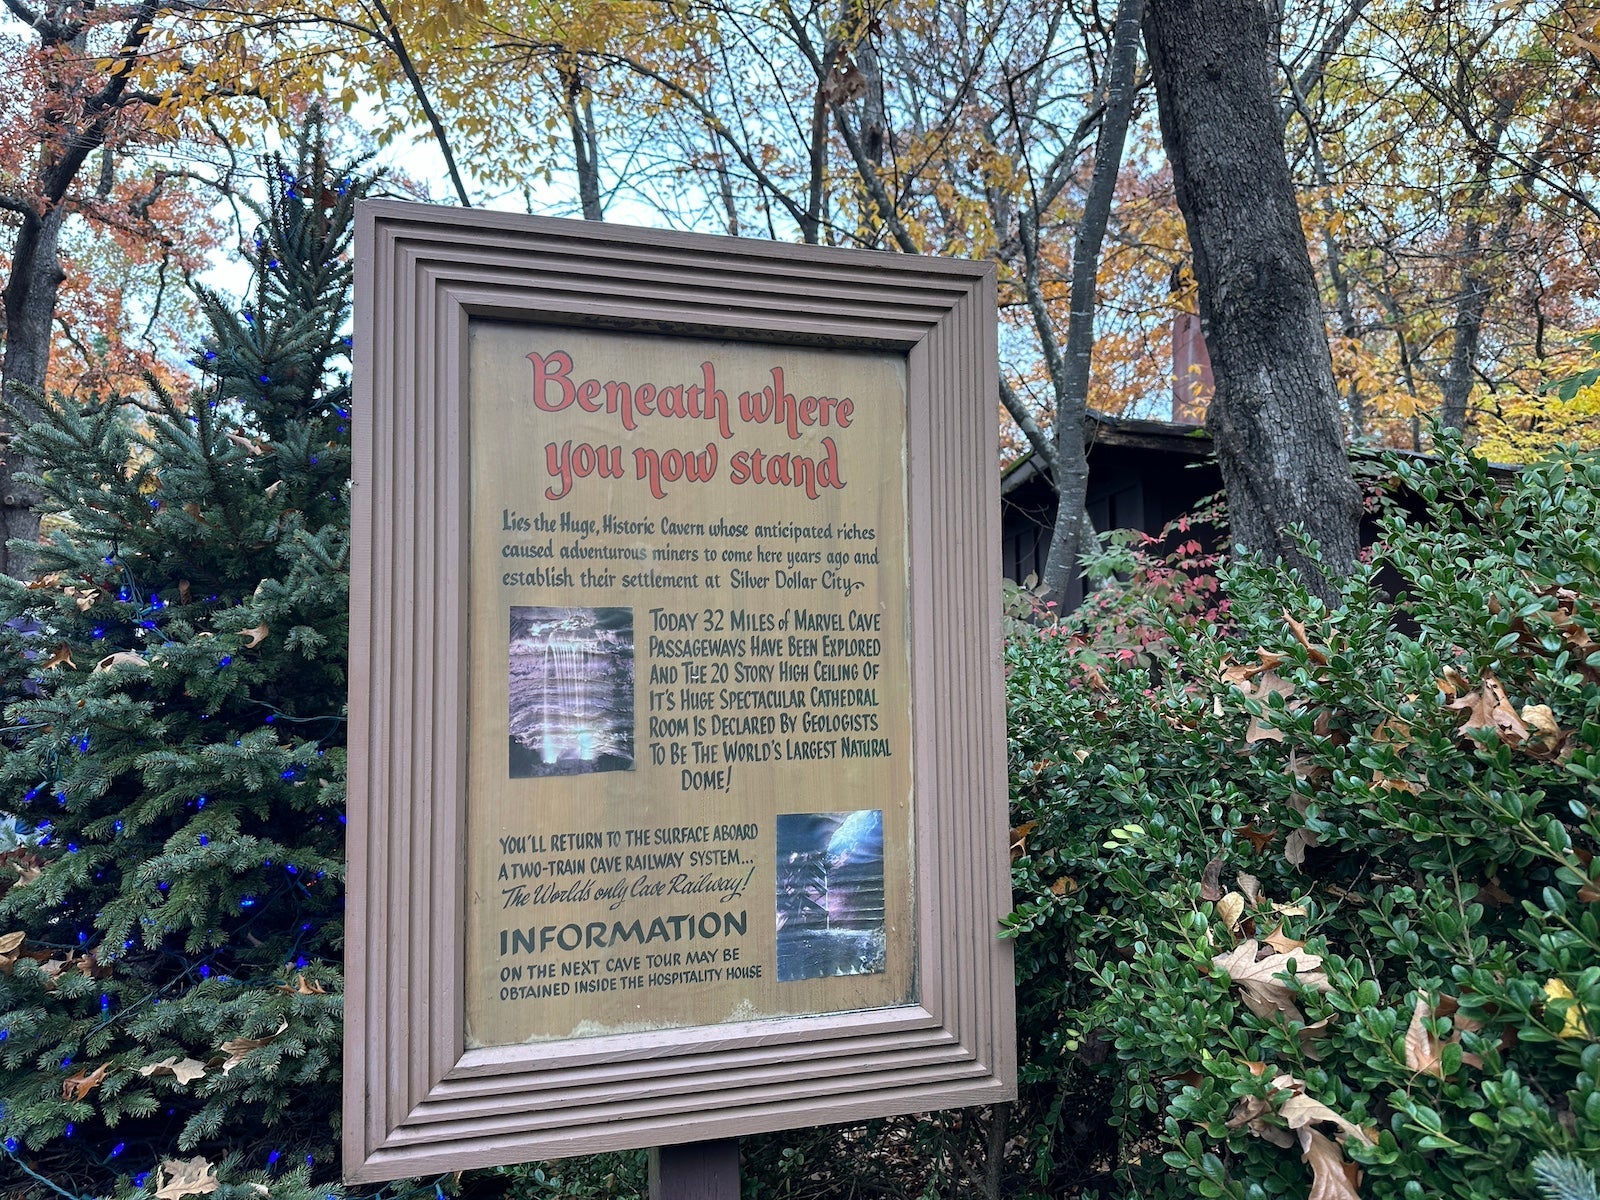 Beneath where
you now stand
Lies the Huge, Historic Cavern whose anticipated riches
caused adventurous miners to come here years ago and
establish their settlement at Silver Dollar City
TODAY 32 MILES of MARVEL CAVE
PASSAGEWAYS HAVE BEEN EXPLORED
AND THE 20 STORY HIGH CEILING OF
IT'S HUGE SPECTACULAR CATHEDRAL
ROOM IS DECLARED BY GEOLOGISTS
TO BE THE WORLD'S LARGEST NATURAL
DOME!
YOU'LL RETURN TO THE SURFACE ABOARD
A TWO-TRAIN CAVE RAILWAY SYSTEM...
The World's only Cave Railway!
INFORMATION
ON THE NEXT CAVE TOUR MAY BE
OBTAINED INSIDE THE HOSPITALITY HOUSE